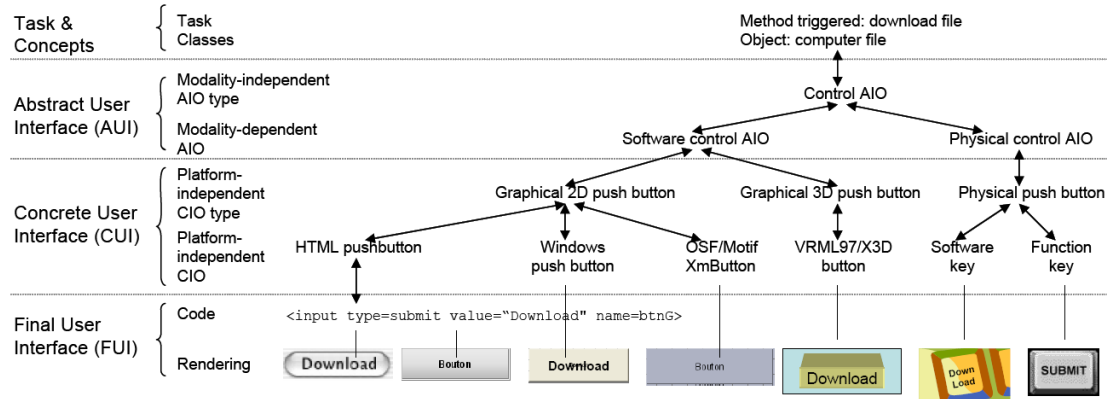 Task &
Concepts
Task
Classes
Method triggered: download file
Object: computer file
Abstract User
Interface (AUI)
Modality-independent
AIO type
Modality-dependent
AIO
Control AIO
Software control AIO
Physical control AIO
Concrete User
Interface (CUI)
Platform-
independent
CIO type
Platform-
independent
CIO
Graphical 2D push button
Graphical 3D push button
Physical push button
HTML pushbutton
Windows
push button
OSF/Motif
XmButton
VRML97/X3D
button
Software
key
Function
key
Final User
Interface (FUI)
Code
<input type=submit value=“Download" name=btnG>
Rendering
Download
Bouton
Download
Bouton
Download
Down
Load
SUBMIT